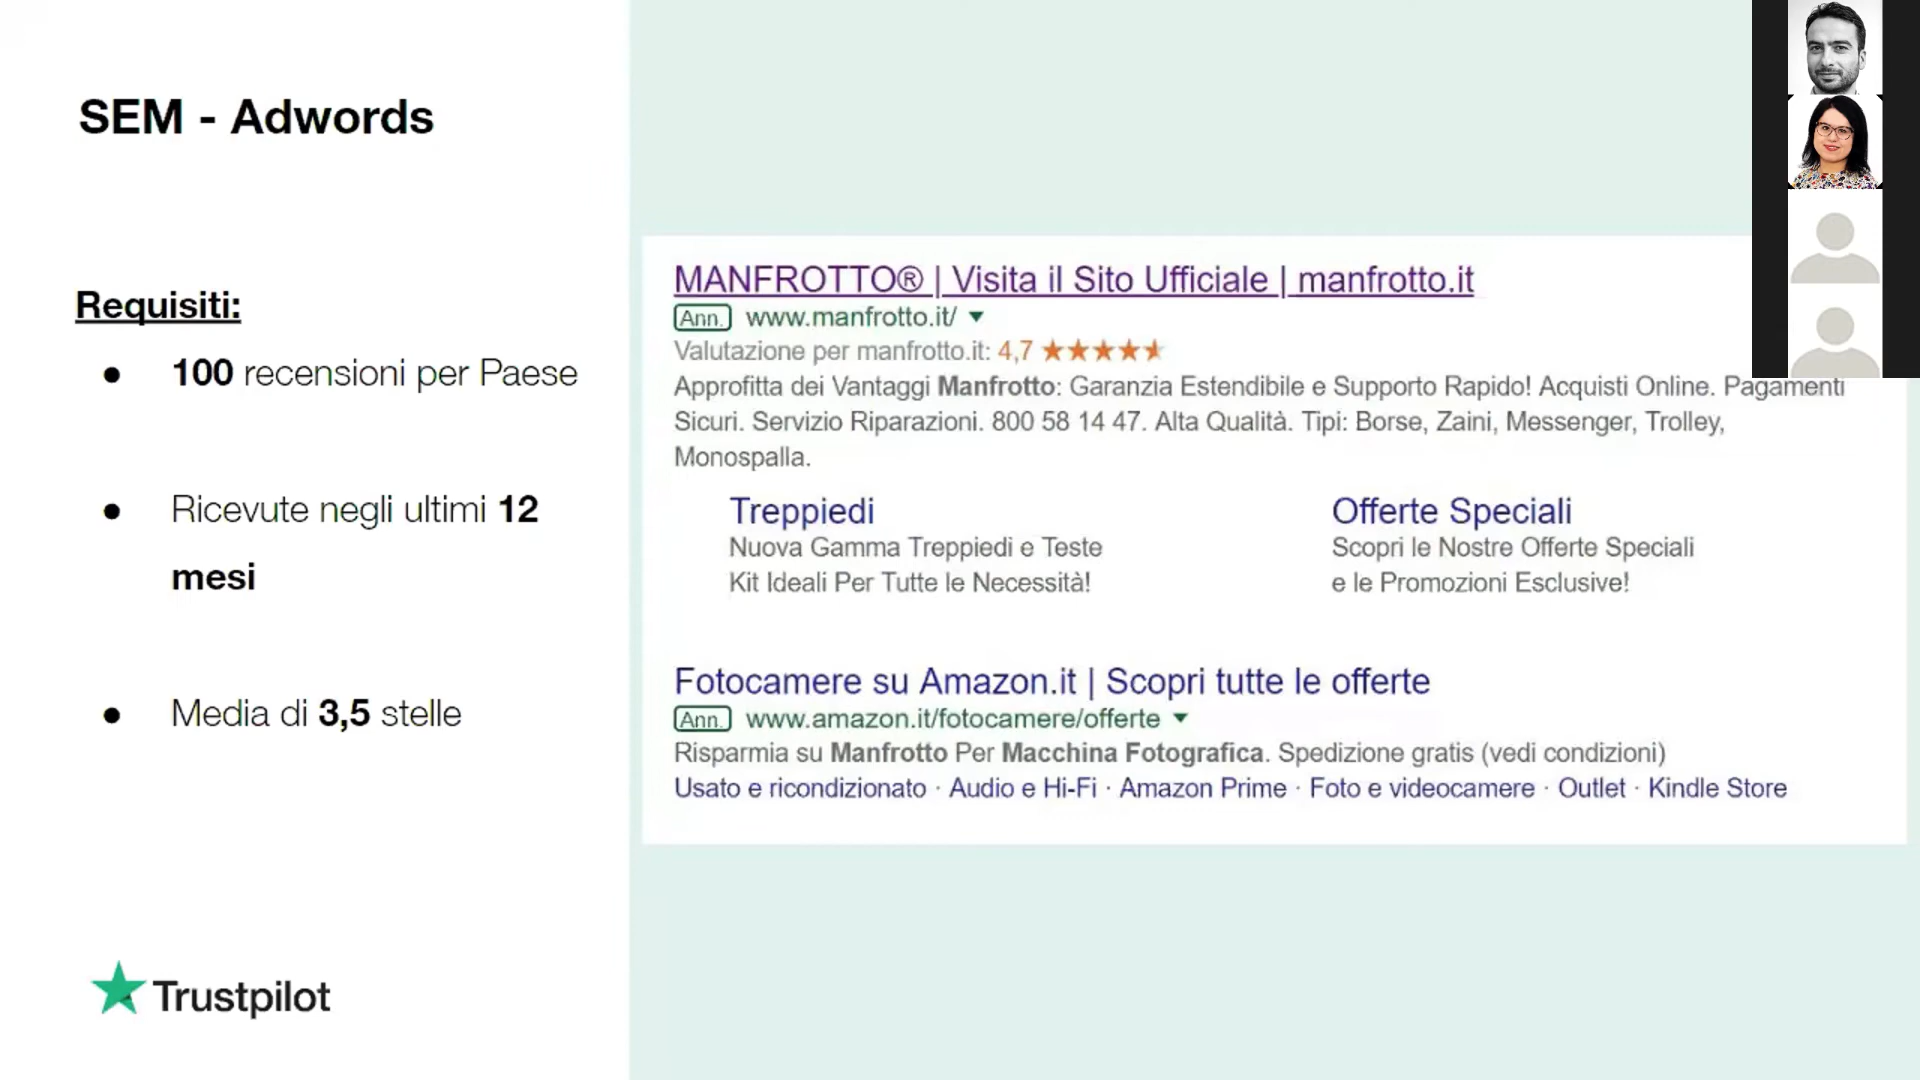 SEM - Adwords
Requisiti:
● 100 recensioni per Paese
● Ricevute negli ultimi 12
mesi
● Media di 3,5 stelle
Trustpilot
MANFROTTO® | Visita il Sito Ufficiale | manfrotto.it
Ann. www.manfrotto.it/
Valutazione per manfrotto.it: 4,7
Approfitta dei Vantaggi Manfrotto: Garanzia Estendibile e Supporto Rapido! Acquisti Online. Pagamenti
Sicuri. Servizio Riparazioni. 800 58 14 47. Alta Qualità. Tipi: Borse, Zaini, Messenger, Trolley,
Monospalla.
Treppiedi
Nuova Gamma Treppiedi e Teste
Kit Ideali Per Tutte le Necessità!
Offerte Speciali
Scopri le Nostre Offerte Speciali
e le Promozioni Esclusive!
Fotocamere su Amazon.it | Scopri tutte le offerte
Ann. www.amazon.it/fotocamere/offerte
Risparmia su Manfrotto Per Macchina Fotografica. Spedizione gratis (vedi condizioni)
Usato e ricondizionato · Audio e Hi-Fi · Amazon Prime · Foto e videocamere · Outlet · Kindle Store